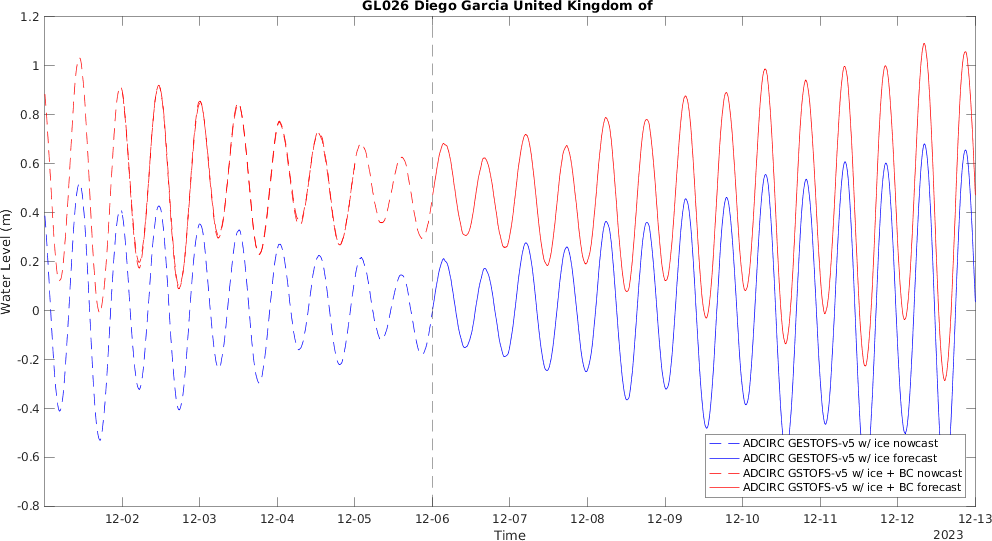 GL026 Diego Garcia United Kingdom of
1.2
1
0.8
0.6
0.4
0.2
0
-0.2
-0.4
-0.6
-0.8
Water Level (m)
ADCIRC GESTOFS-v5 w/ ice nowcast
ADCIRC GESTOFS-v5 w/ ice forecast
ADCIRC GSTOFS-v5 w/ ice + BC nowcast
ADCIRC GSTOFS-v5 w/ ice + BC forecast
12-02 12-03 12-04 12-05 12-06 12-07 12-08 12-09 12-10 12-11 12-12 12-13
Time
2023